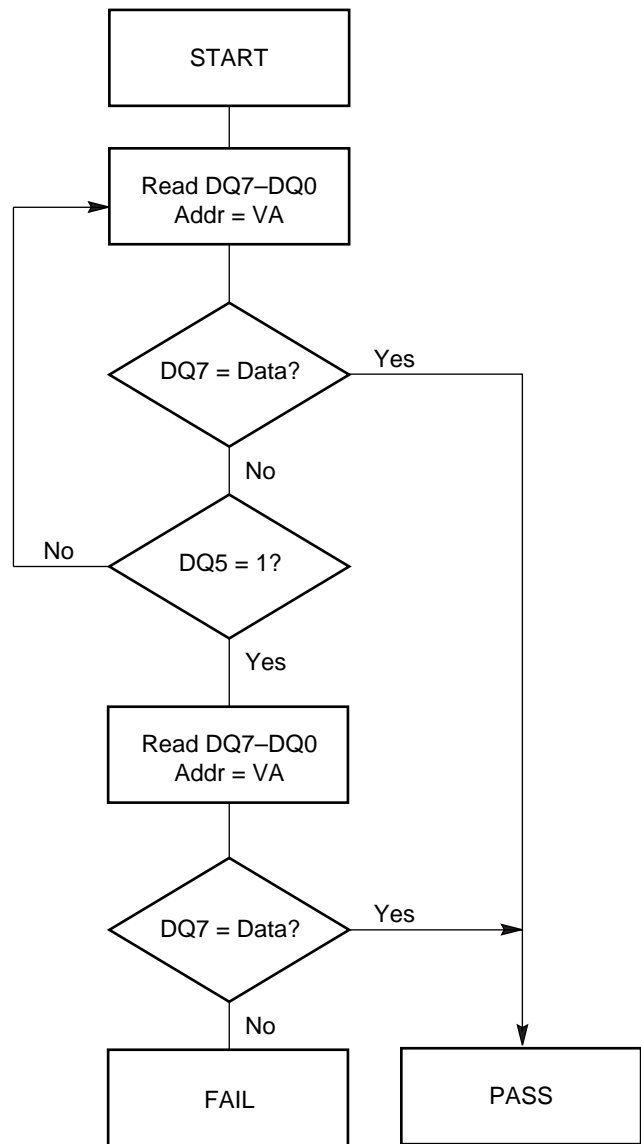 START
Read DQ7–DQ0
Addr = VA
DQ7 = Data?
Yes
No
No
DQ5 = 1?
Yes
Read DQ7–DQ0
Addr = VA
DQ7 = Data?
Yes
No
FAIL
PASS